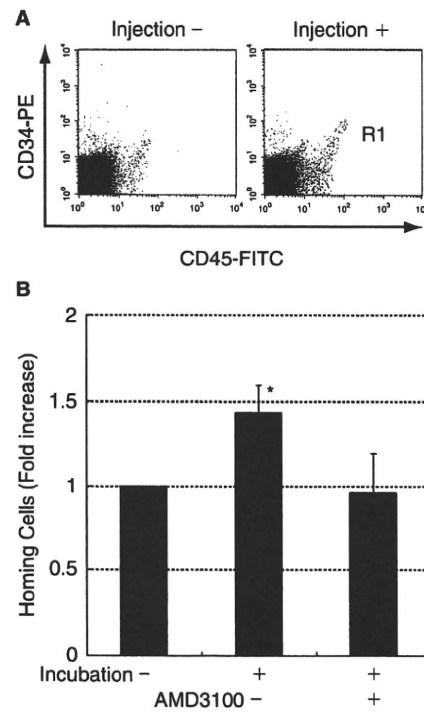 A
Injection – Injection +
CD34-PE
10⁴ 10⁴
10³ 10³
10² 10² R1
10¹ 10¹
10⁰ 10⁰
10⁰ 10¹ 10² 10³ 10⁴ 10⁰ 10¹ 10² 10³
CD45-FITC
B
Homing Cells (Fold increase)
2
1.5
*
1
0.5
0
Incubation – + +
AMD3100 – +